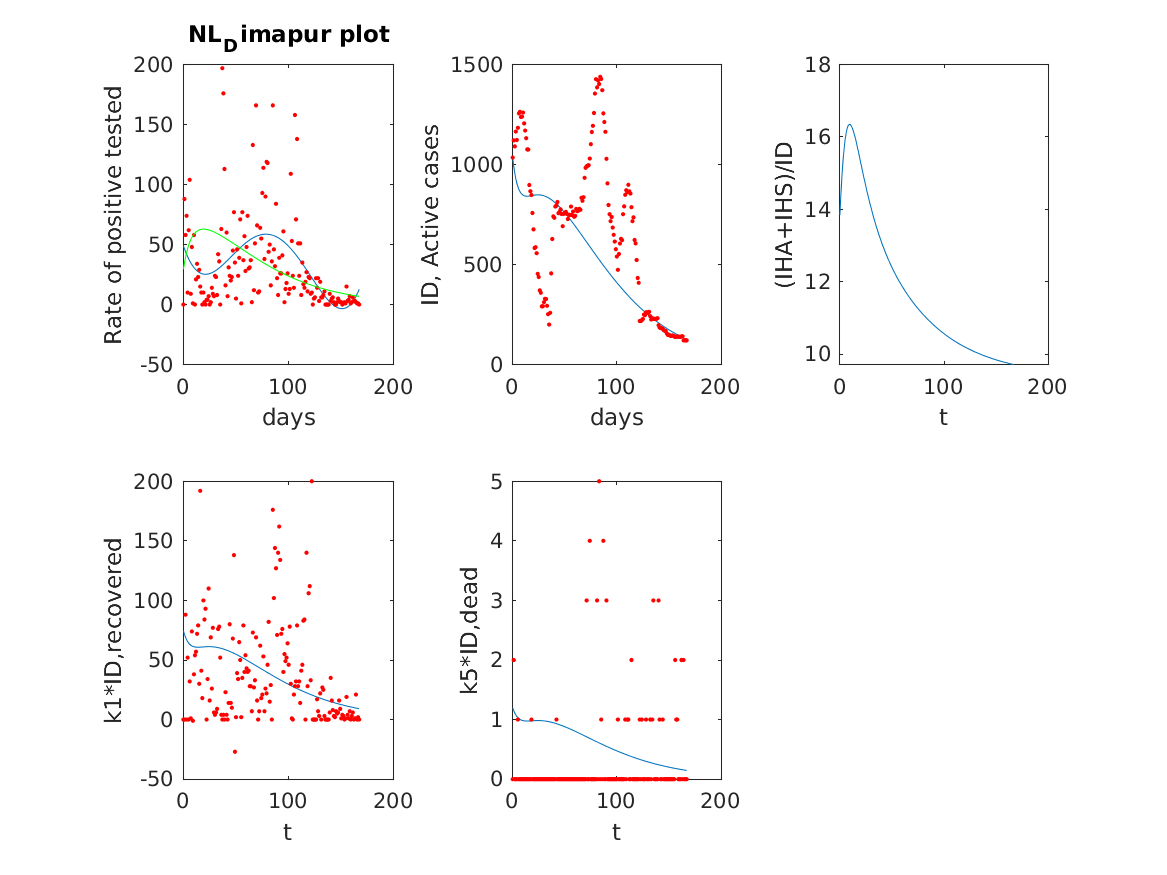 NL_Dimapur plot
200
150
100
50
0
-50
Rate of positive tested
0 100 200
days
1500
1000
500
0
ID, Active cases
0 100 200
days
18
16
14
12
10
(IHA+IHS)/ID
0 100 200
t
200
150
100
50
0
-50
k1*ID,recovered
0 100 200
t
5
4
3
2
1
0
k5*ID,dead
0 100 200
t